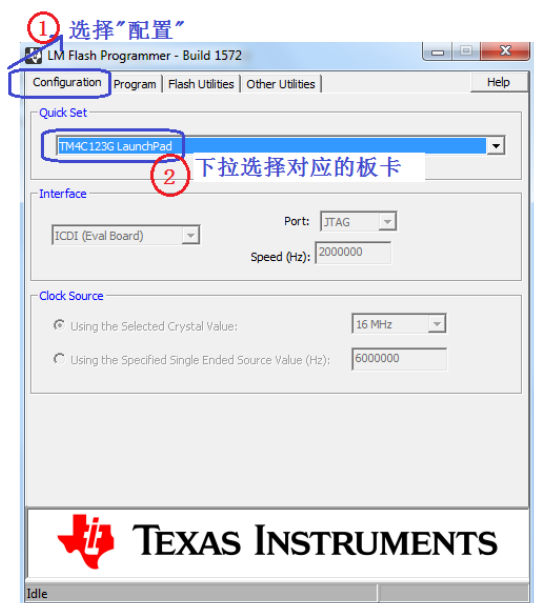 1 选择"配置"
LM Flash Programmer - Build 1572
Configuration Program Flash Utilities Other Utilities Help
Quick Set
TM4C123G LaunchPad
2 下拉选择对应的板卡
Interface
ICDI (Eval Board) Port: JTAG
Speed (Hz): 2000000
Clock Source
Using the Selected Crystal Value: 16 MHz
Using the Specified Single Ended Source Value (Hz): 6000000
TEXAS INSTRUMENTS
Idle